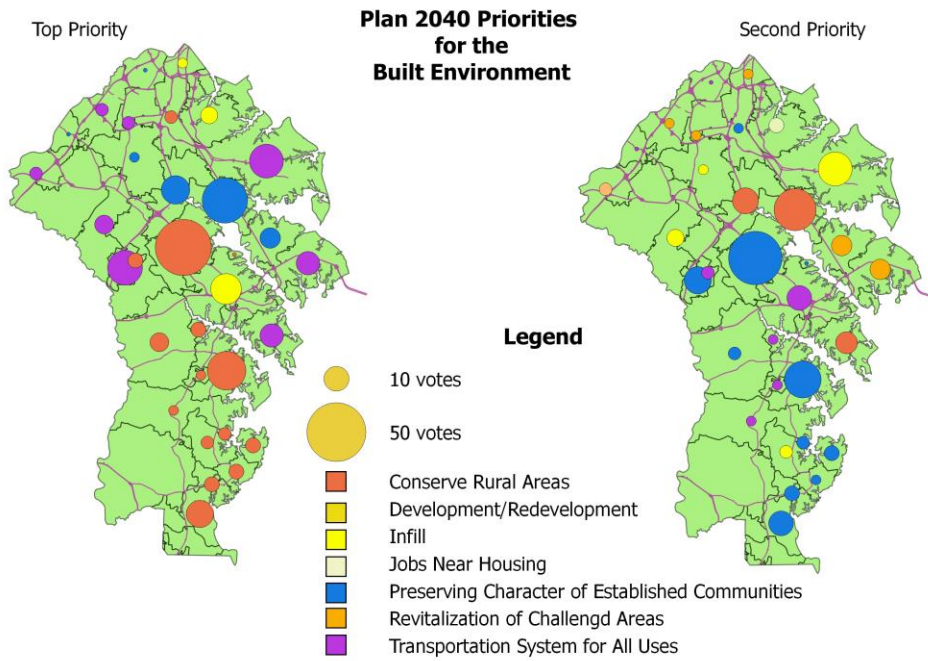 Plan 2040 Priorities
for the
Built Environment
Top Priority
Second Priority
Legend
10 votes
50 votes
Conserve Rural Areas
Development/Redevelopment
Infill
Jobs Near Housing
Preserving Character of Established Communities
Revitalization of Challengd Areas
Transportation System for All Uses